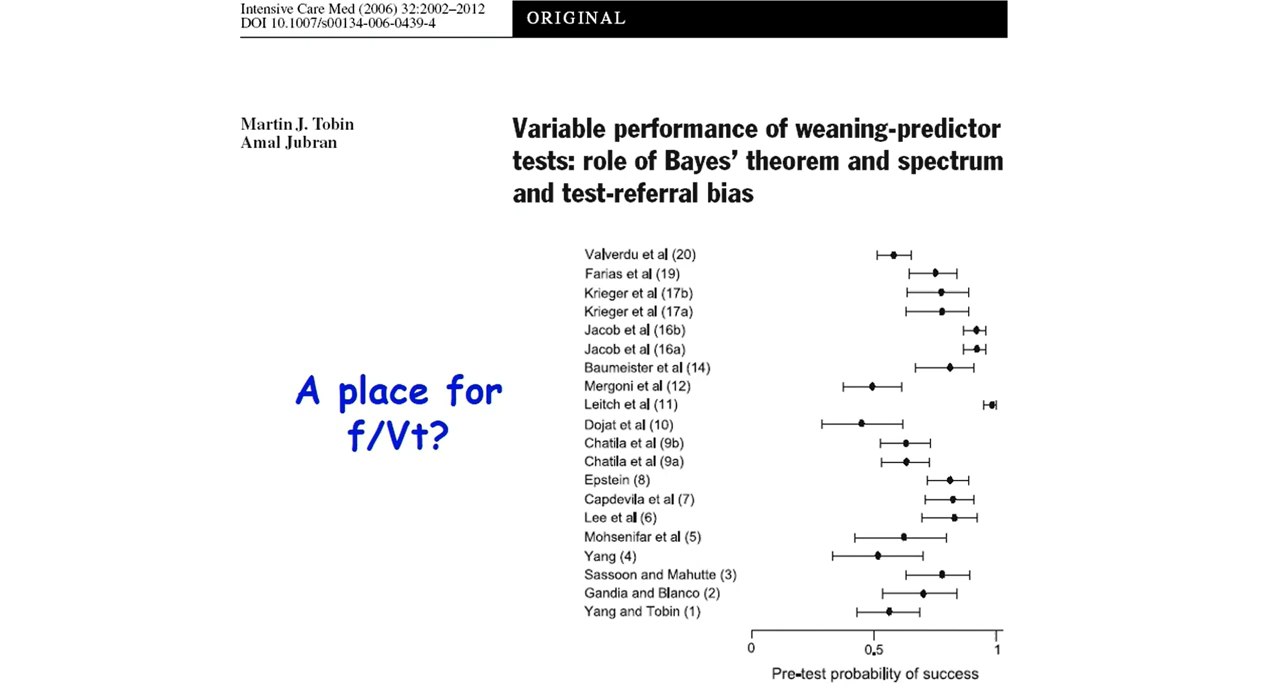 Intensive Care Med (2006) 32:2002–2012
DOI 10.1007/s00134-006-0439-4
ORIGINAL
Martin J. Tobin
Amal Jubran
Variable performance of weaning-predictor
tests: role of Bayes’ theorem and spectrum
and test-referral bias
A place for
f/Vt?
Valverdu et al (20)
Farias et al (19)
Krieger et al (17b)
Krieger et al (17a)
Jacob et al (16b)
Jacob et al (16a)
Baumeister et al (14)
Mergoni et al (12)
Leitch et al (11)
Dojat et al (10)
Chatila et al (9b)
Chatila et al (9a)
Epstein (8)
Capdevila et al (7)
Lee et al (6)
Mohsenifar et al (5)
Yang (4)
Sassoon and Mahutte (3)
Gandia and Blanco (2)
Yang and Tobin (1)
0 0.5 1
Pre-test probability of success